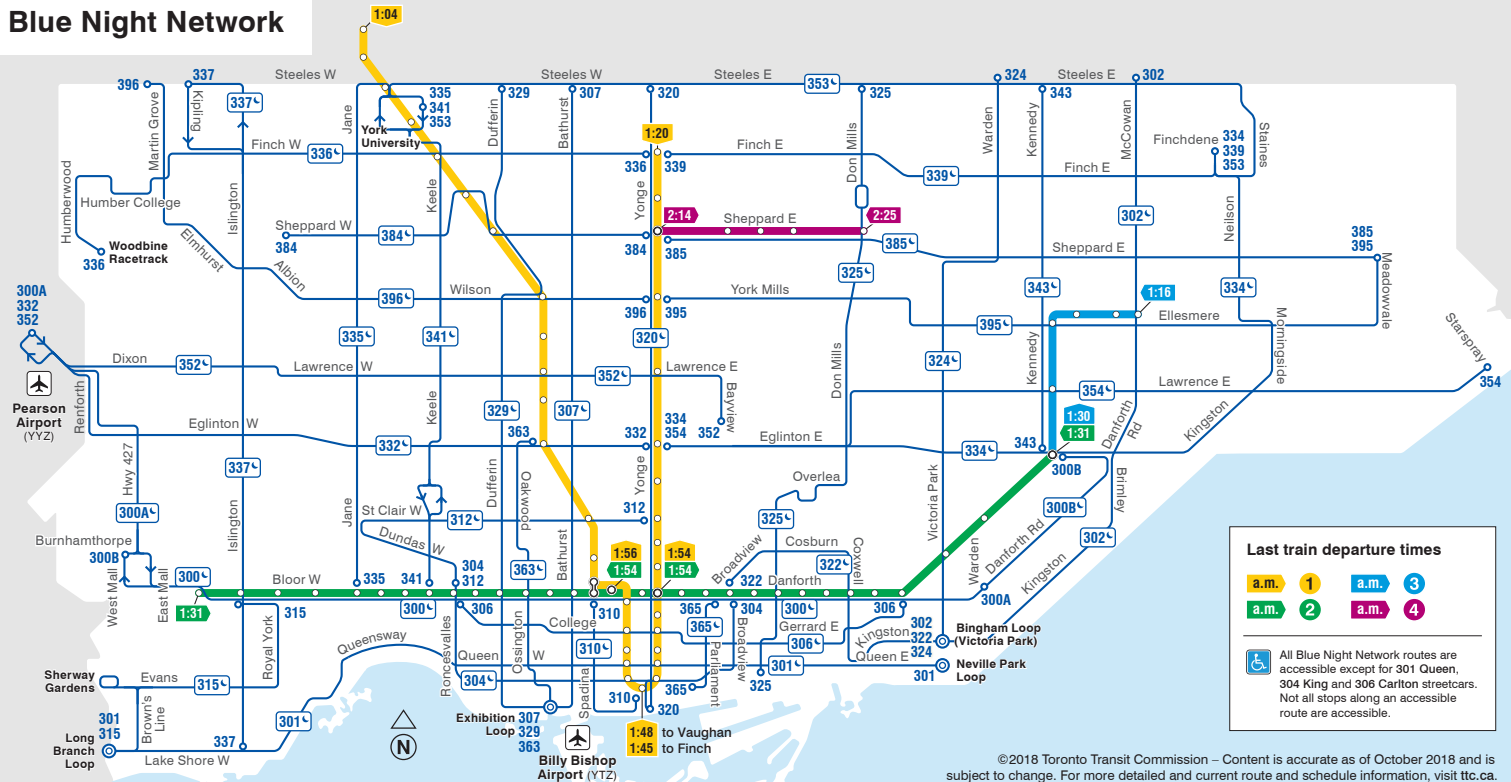 Blue Night Network
1:04
396
337
Steeles W
Steeles W
Steeles E
353
324
Steeles E
302
337
335
341
353
329
307
320
325
343
Martin Grove
Kipling
Jane
York
University
Dufferin
Bathurst
1:20
Don Mills
Warden
Kennedy
McCowan
Finchdene
334
339
353
Staines
Finch W
336
336
339
Finch E
339
Finch E
Humberwood
Humber College
Islington
Keele
Yonge
2:14
Sheppard E
2:25
302
Neilson
Sheppard W
384
384
384
385
385
Sheppard E
385
395
Woodbine
Racetrack
336
Elmhurst
Albion
325
Meadowvale
300A
332
352
396
Wilson
396
395
York Mills
343
1:16
334
Ellesmere
395
335
341
320
Morningside
Starspray
Dixon
352
Lawrence W
352
Lawrence E
324
Kennedy
354
Lawrence E
354
Pearson
Airport
(YYZ)
Renforth
Keele
329
307
Bayview
Don Mills
1:30
1:31
Danforth
Rd
Kingston
Eglinton W
332
363
332
334
354
352
Eglinton E
334
343
300B
Hwy 427
337
Dufferin
Oakwood
Yonge
Overlea
Victoria Park
Brimley
300A
Jane
St Clair W
312
312
325
300B
Burnhamthorpe
300B
Islington
Dundas W
Bathurst
1:56
1:54
1:54
1:54
Broadview
Cosburn
322
Coxwell
Warden
Danforth Rd
302
Kingston
West Mall
East Mall
300
1:31
Bloor W
335
341
304
312
363
322
Danforth
300A
315
300
306
310
365
304
300
306
Royal York
Queensway
Roncesvalles
Ossington
College
310
365
Parliament
Broadview
Gerrard E
306
Kingston
302
322
324
Bingham Loop
(Victoria Park)
Sherway
Gardens
Evans
315
Queen
W
304
Spadina
365
301
325
Queen E
301
Neville Park
Loop
301
315
Long
Branch
Loop
Brown's
Line
301
337
Lake Shore W
N
Exhibition
Loop
307
329
363
310
320
Billy Bishop
Airport (YTZ)
1:48
1:45
to Vaughan
to Finch
Last train departure times
a.m. 1
a.m. 3
a.m. 2
a.m. 4
All Blue Night Network routes are
accessible except for 301 Queen,
304 King and 306 Carlton streetcars.
Not all stops along an accessible
route are accessible.
©2018 Toronto Transit Commission – Content is accurate as of October 2018 and is
subject to change. For more detailed and current route and schedule information, visit ttc.ca.